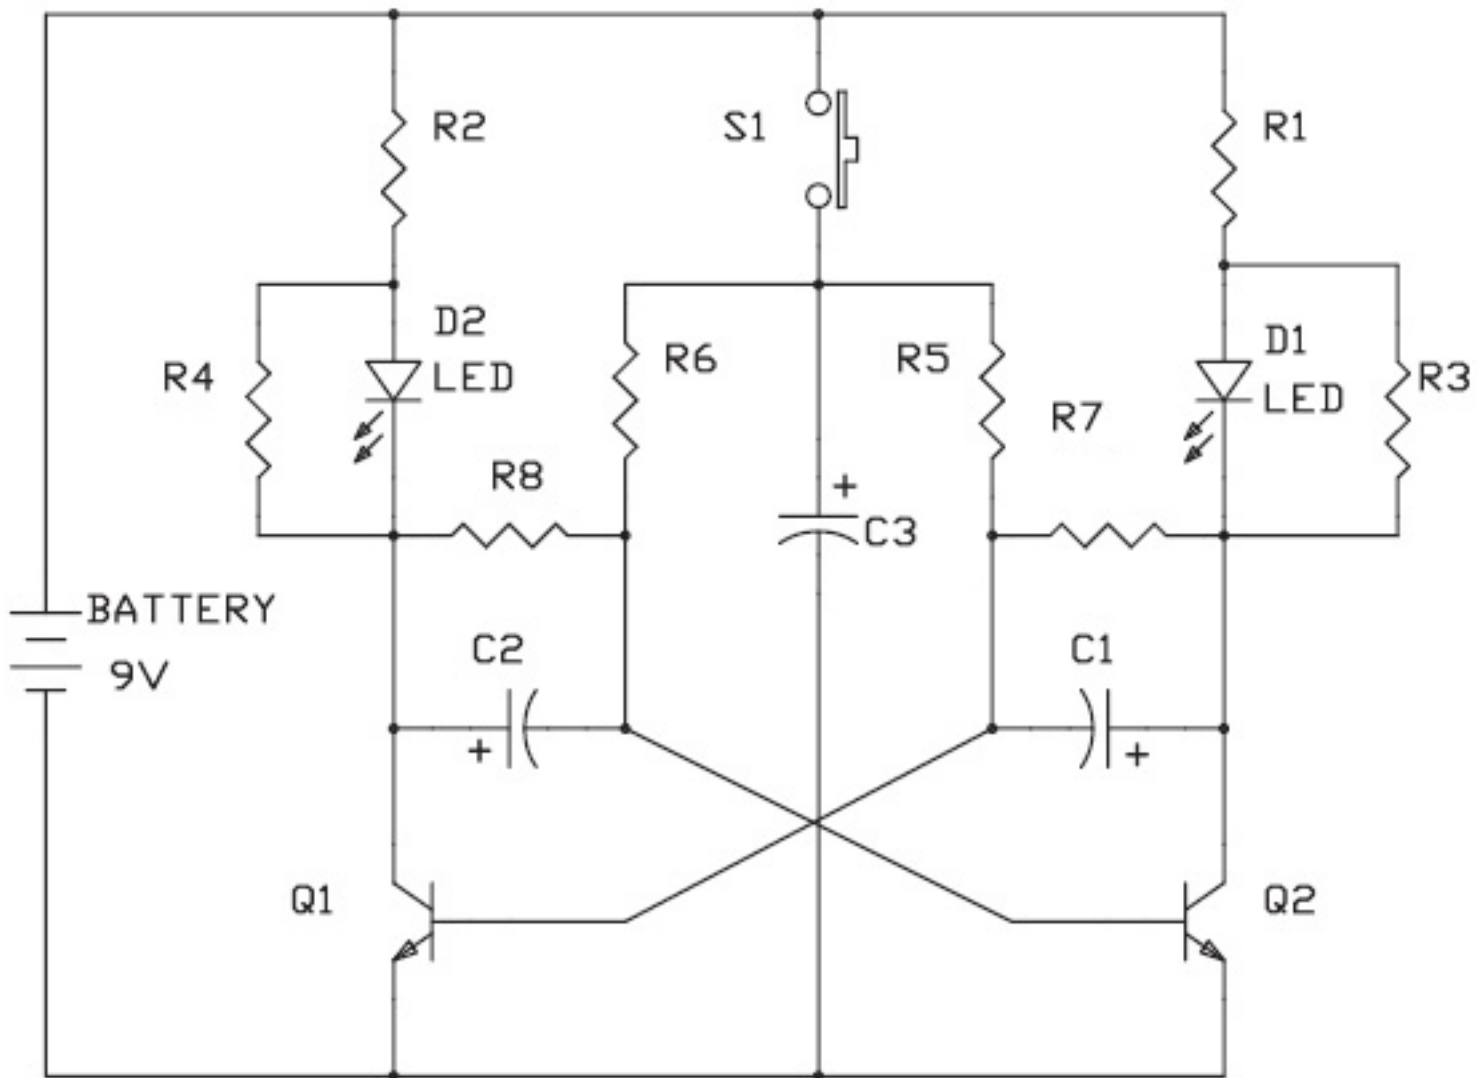 R2
S1
R1
D2
LED
R4
R6
R5
D1
LED
R3
R7
R8
+
C3
BATTERY
9V
C2
C1
+
+
Q1
Q2